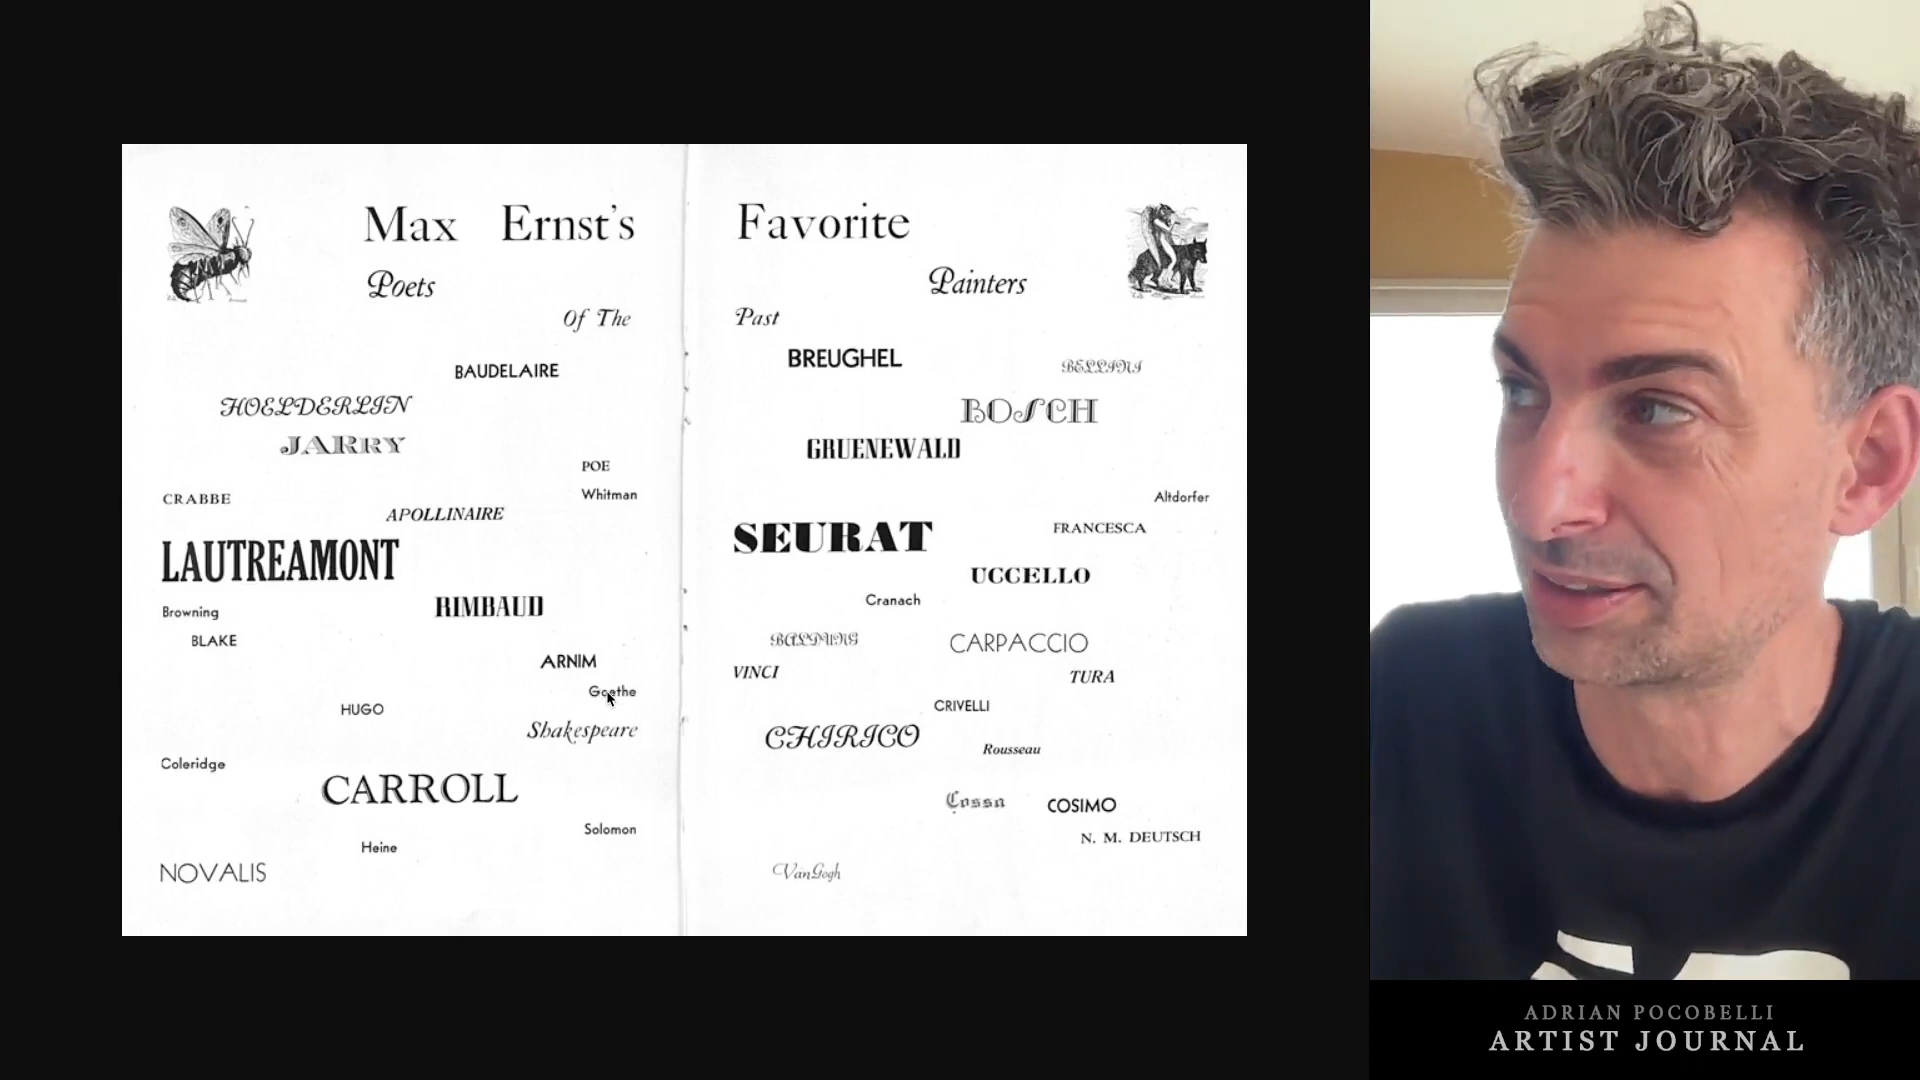 Max Ernst's Favorite
Poets
Painters
Of The Past
BAUDELAIRE
HOELDERLIN
JARRY
POE
CRABBE
Whitman
APOLLINAIRE
LAUTREAMONT
RIMBAUD
Browning
BLAKE
ARNIM
Goethe
HUGO
Shakespeare
Coleridge
CARROLL
Solomon
Heine
NOVALIS
BREUGHEL
BELLINI
BOSCH
GRUENEWALD
Altdorfer
SEURAT
FRANCESCA
UCCELLO
Cranach
BALDUNG
CARPACCIO
VINCI
TURA
CRIVELLI
CHIRICO
Rousseau
Cossa
COSIMO
N. M. DEUTSCH
Van Gogh
ADRIAN POCOBELLI
ARTIST JOURNAL